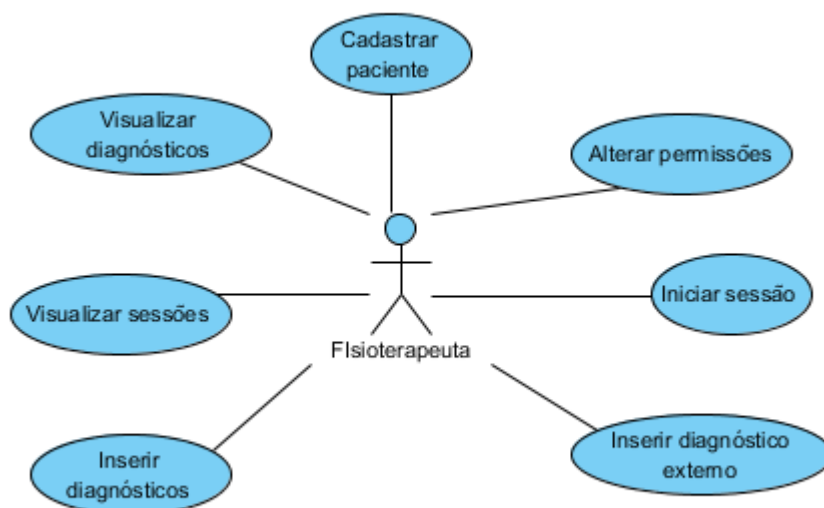 Cadastrar
paciente
Visualizar
diagnósticos
Alterar permissões
Visualizar sessões
Iniciar sessão
FIsioterapeuta
Inserir
diagnósticos
Inserir diagnóstico
externo